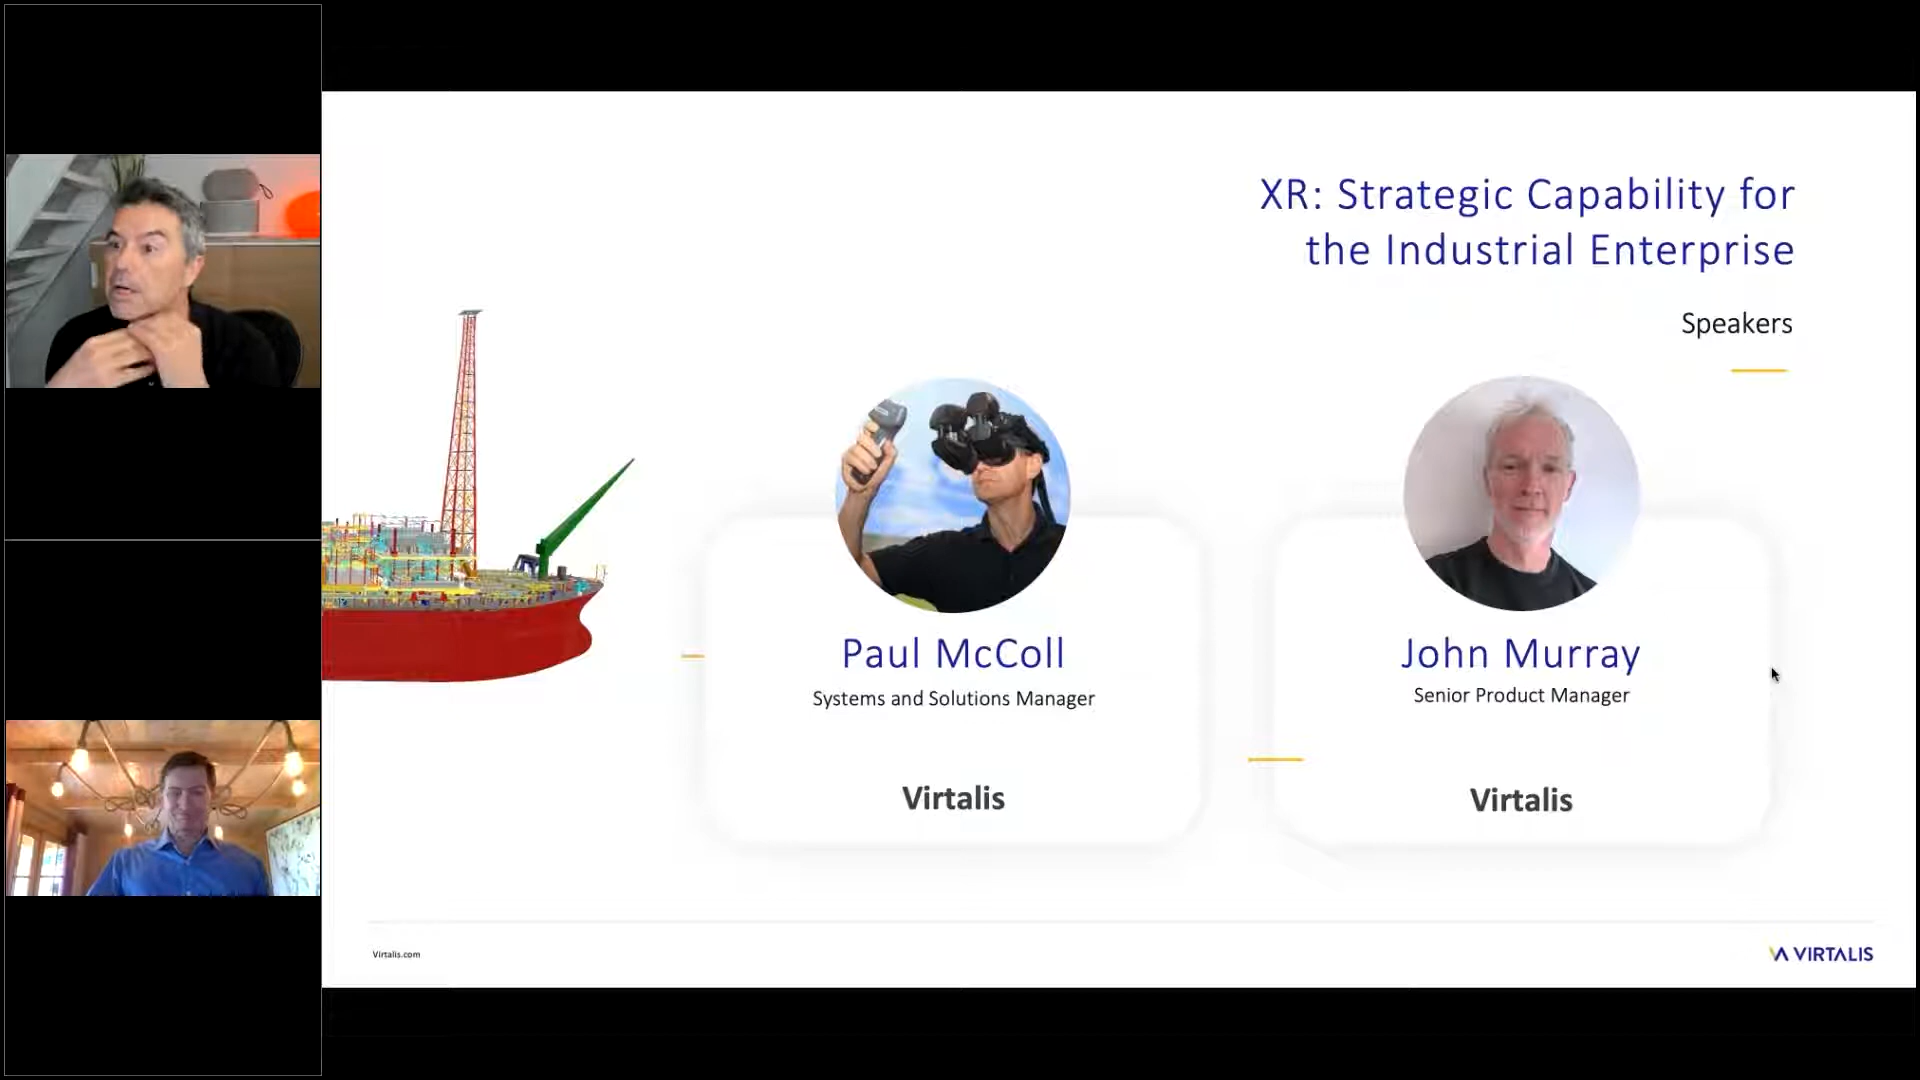 XR: Strategic Capability for
the Industrial Enterprise
Speakers
Paul McColl
Systems and Solutions Manager
Virtalis
John Murray
Senior Product Manager
Virtalis
Virtalis.com
VIRTALIS